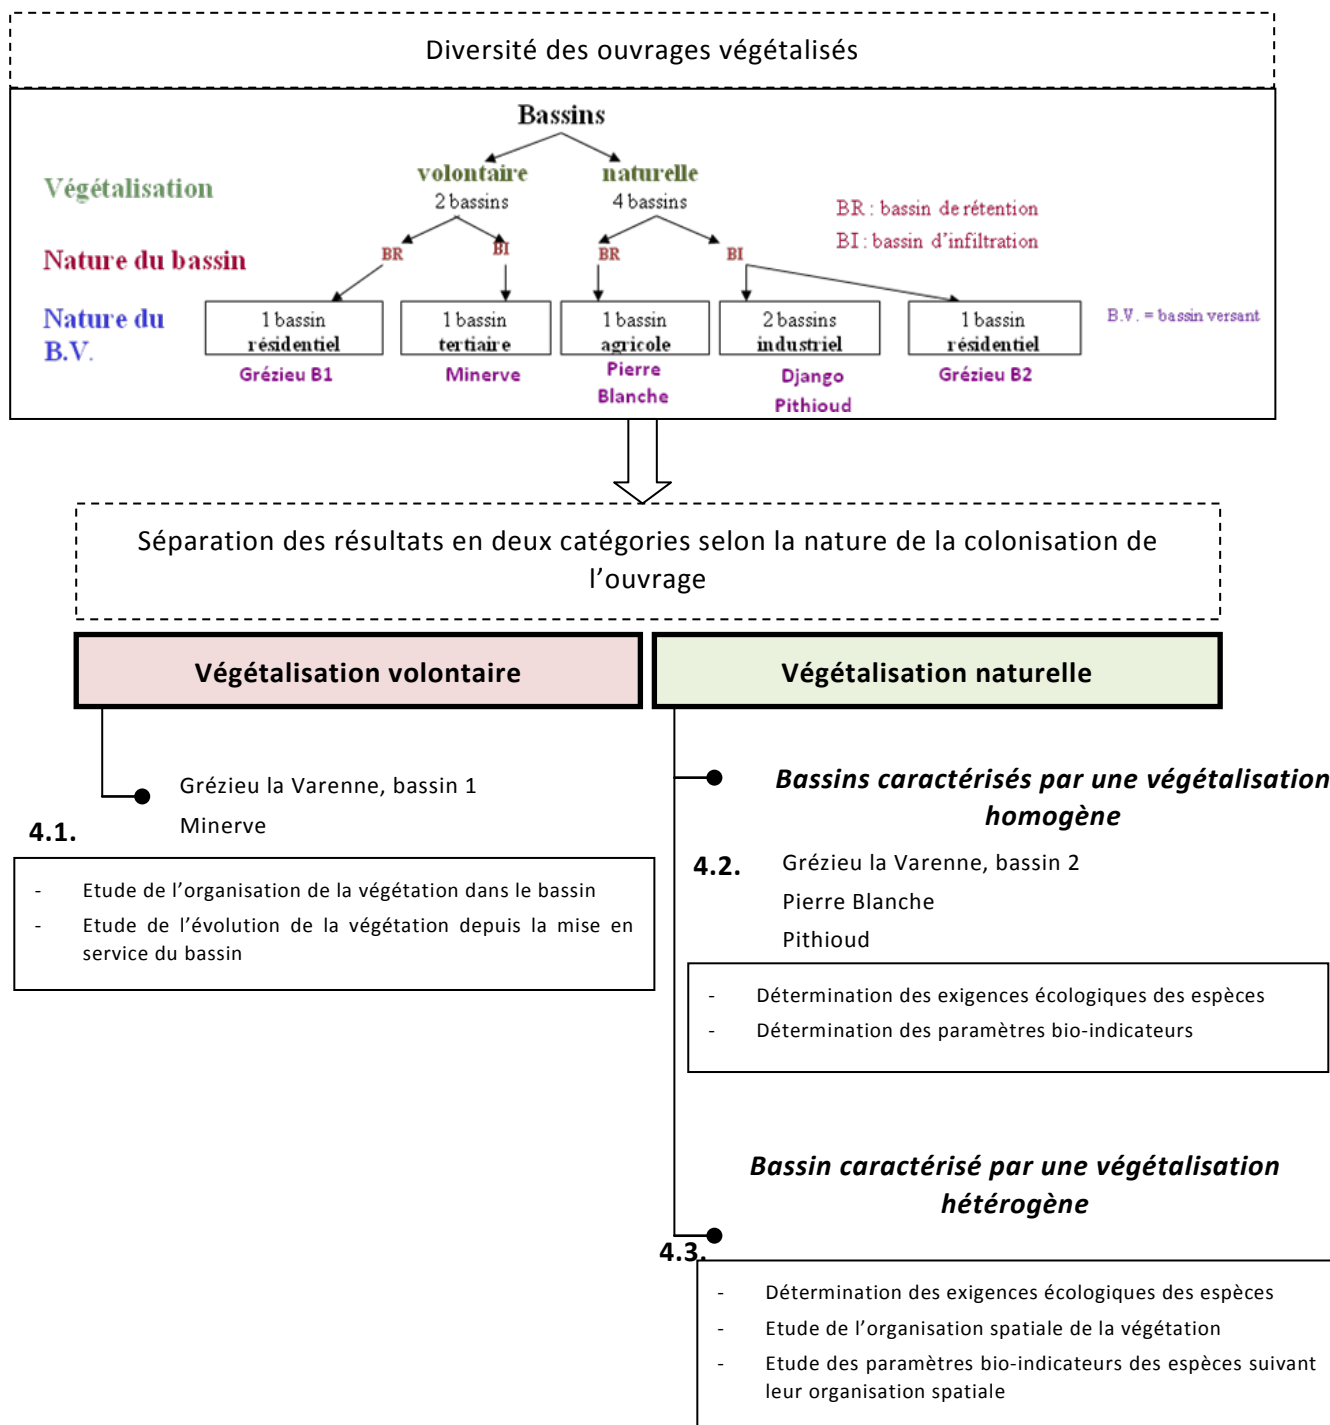 Diversité des ouvrages végétalisés
Bassins
Végétalisation
volontaire
naturelle
2 bassins
4 bassins
BR : bassin de rétention
BI : bassin d'infiltration
Nature du bassin
BR
BI
BR
BI
Nature du
B.V.
1 bassin
résidentiel
1 bassin
tertiaire
1 bassin
agricole
2 bassins
industriel
1 bassin
résidentiel
B.V. = bassin versant
Grézieu B1
Minerve
Pierre
Blanche
Django
Pithioud
Grézieu B2
Séparation des résultats en deux catégories selon la nature de la colonisation de
l'ouvrage
Végétalisation volontaire
Végétalisation naturelle
Grézieu la Varenne, bassin 1
Minerve
4.1.
- Etude de l'organisation de la végétation dans le bassin
- Etude de l'évolution de la végétation depuis la mise en
service du bassin
Bassins caractérisés par une végétalisation
homogène
4.2.
Grézieu la Varenne, bassin 2
Pierre Blanche
Pithioud
- Détermination des exigences écologiques des espèces
- Détermination des paramètres bio-indicateurs
Bassin caractérisé par une végétalisation
hétérogène
4.3.
- Détermination des exigences écologiques des espèces
- Etude de l'organisation spatiale de la végétation
- Etude des paramètres bio-indicateurs des espèces suivant
leur organisation spatiale